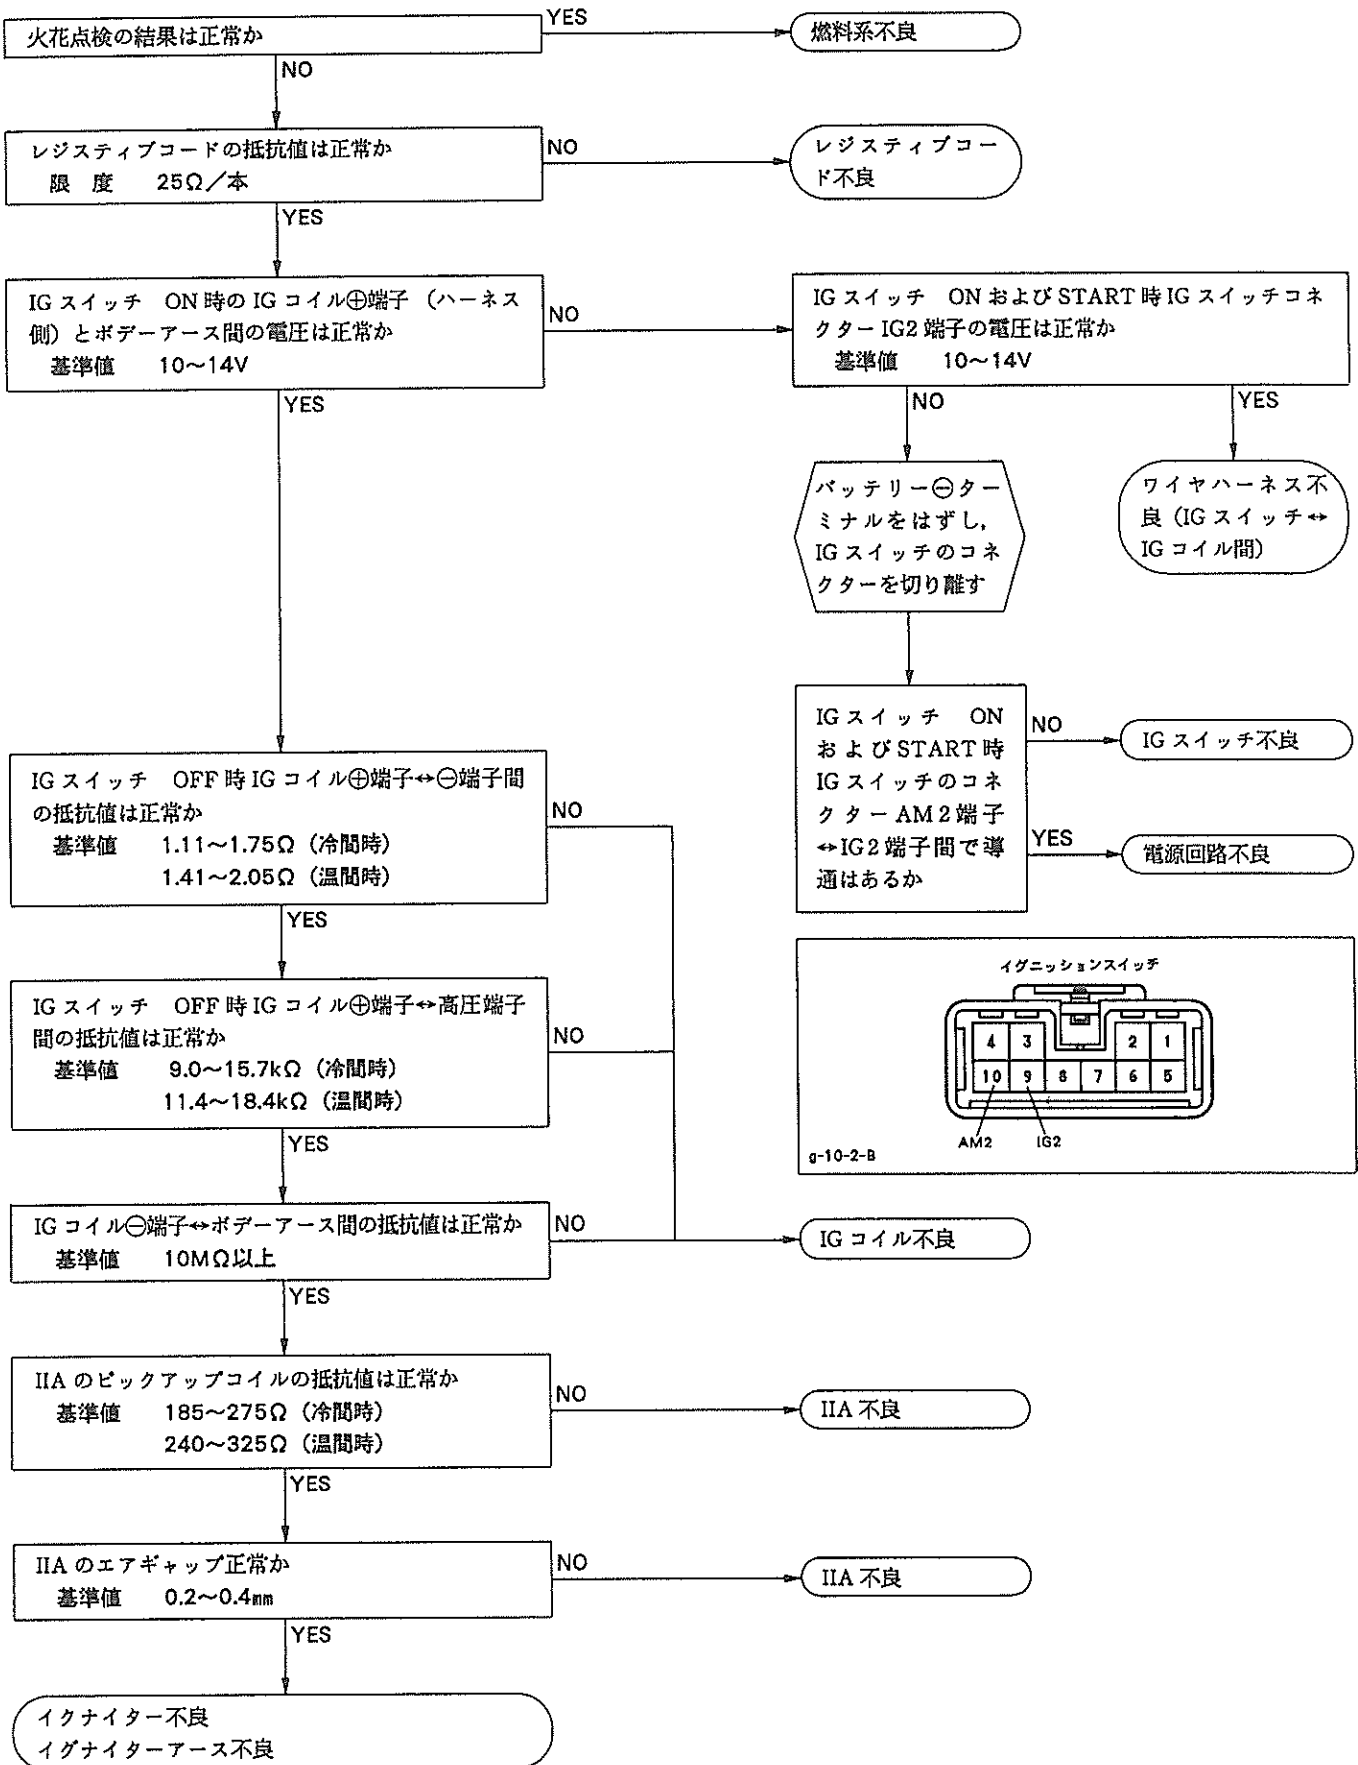 火花点検の結果は正常か
YES
燃料系不良
NO
レジスティブコードの抵抗値は正常か
限 度 25Ω/本
NO
レジスティブコー
ド不良
YES
IG スイッチ ON 時の IG コイル⊕端子 (ハーネス
側) とボデーアース間の電圧は正常か
基準値 10~14V
NO
IG スイッチ ON および START 時 IG スイッチコネ
クター IG2 端子の電圧は正常か
基準値 10~14V
YES
NO
YES
バッテリー⊖ター
ミナルをはずし,
IG スイッチのコネ
クターを切り離す
ワイヤハーネス不
良 (IG スイッチ↔
IG コイル間)
IG スイッチ ON
および START 時
IG スイッチのコネ
クター AM2 端子
↔IG2 端子間で導
通はあるか
NO
IG スイッチ不良
YES
電源回路不良
IG スイッチ OFF 時 IG コイル⊕端子↔⊖端子間
の抵抗値は正常か
基準値 1.11~1.75Ω (冷間時)
1.41~2.05Ω (温間時)
NO
YES
IG スイッチ OFF 時 IG コイル⊕端子↔高圧端子
間の抵抗値は正常か
基準値 9.0~15.7kΩ (冷間時)
11.4~18.4kΩ (温間時)
NO
YES
イグニッションスイッチ
4 3 2 1
10 9 8 7 6 5
AM2 IG2
g-10-2-B
IG コイル⊖端子↔ボデーアース間の抵抗値は正常か
基準値 10MΩ以上
NO
IG コイル不良
YES
IIA のピックアップコイルの抵抗値は正常か
基準値 185~275Ω (冷間時)
240~325Ω (温間時)
NO
IIA 不良
YES
IIA のエアギャップ正常か
基準値 0.2~0.4㎜
NO
IIA 不良
YES
イクナイター不良
イグナイターアース不良